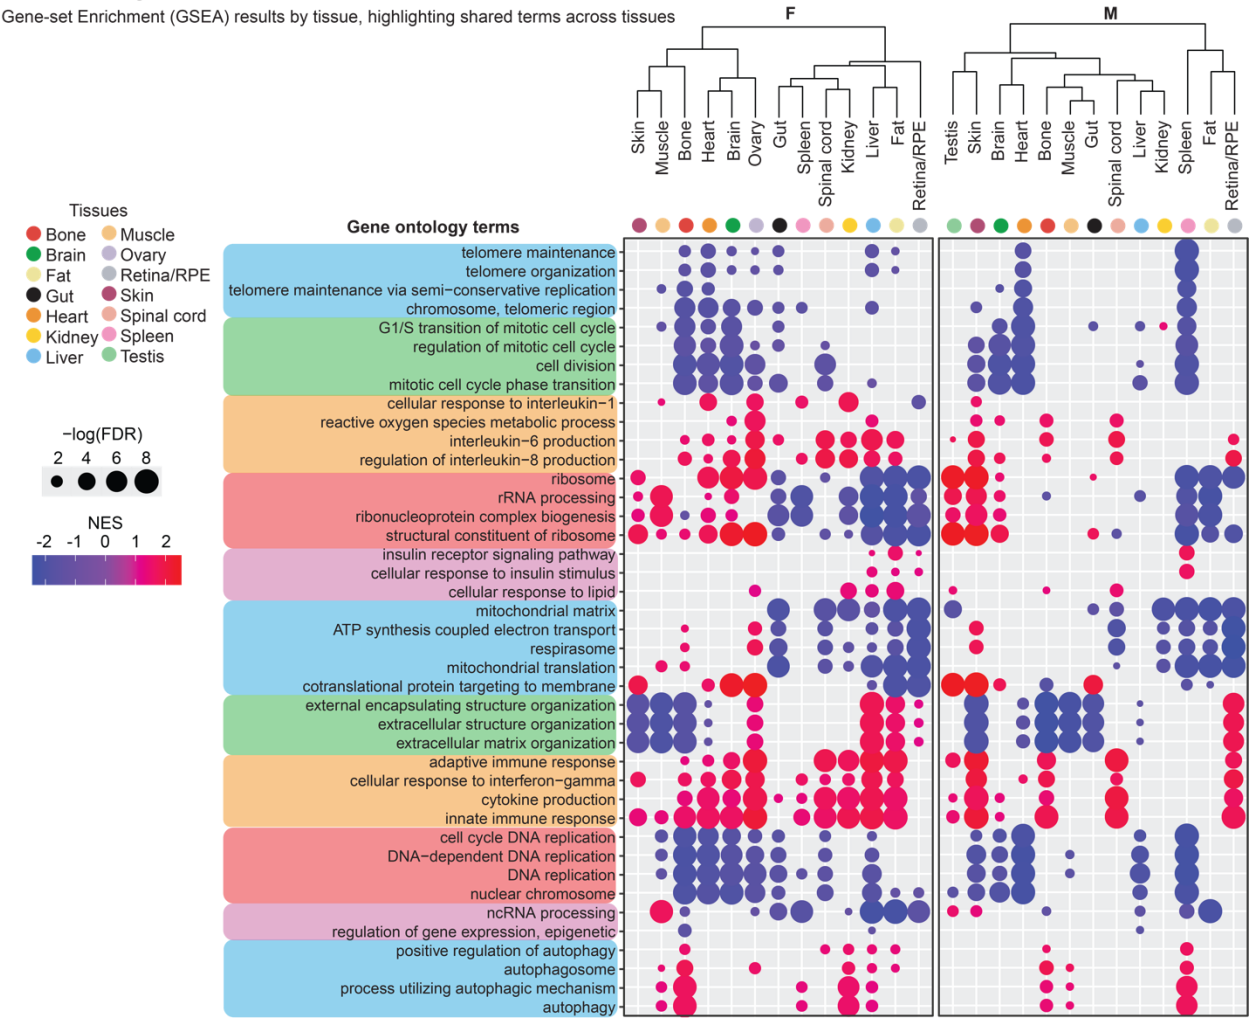 Gene-set Enrichment (GSEA) results by tissue, highlighting shared terms across tissues
F
M
Skin
Muscle
Bone
Heart
Brain
Ovary
Gut
Spleen
Spinal cord
Kidney
Liver
Fat
Retina/RPE
Testis
Skin
Brain
Heart
Bone
Muscle
Gut
Spinal cord
Liver
Kidney
Spleen
Fat
Retina/RPE
Tissues
Bone
Brain
Fat
Gut
Heart
Kidney
Liver
Muscle
Ovary
Retina/RPE
Skin
Spinal cord
Spleen
Testis
−log(FDR)
2 4 6 8
NES
-2 -1 0 1 2
Gene ontology terms
telomere maintenance
telomere organization
telomere maintenance via semi−conservative replication
chromosome, telomeric region
G1/S transition of mitotic cell cycle
regulation of mitotic cell cycle
cell division
mitotic cell cycle phase transition
cellular response to interleukin−1
reactive oxygen species metabolic process
interleukin−6 production
regulation of interleukin−8 production
ribosome
rRNA processing
ribonucleoprotein complex biogenesis
structural constituent of ribosome
insulin receptor signaling pathway
cellular response to insulin stimulus
cellular response to lipid
mitochondrial matrix
ATP synthesis coupled electron transport
respirasome
mitochondrial translation
cotranslational protein targeting to membrane
external encapsulating structure organization
extracellular structure organization
extracellular matrix organization
adaptive immune response
cellular response to interferon−gamma
cytokine production
innate immune response
cell cycle DNA replication
DNA−dependent DNA replication
DNA replication
nuclear chromosome
ncRNA processing
regulation of gene expression, epigenetic
positive regulation of autophagy
autophagosome
process utilizing autophagic mechanism
autophagy